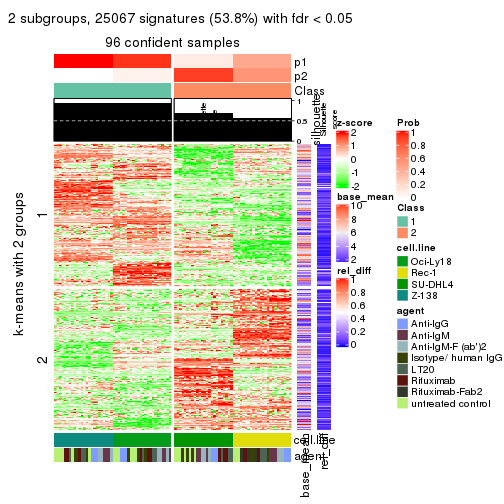 2 subgroups, 25067 signatures (53.8%) with fdr < 0.05
96 confident samples
p1
p2
Class
1
0.5
0
silhouette
score
k-means with 2 groups
1
2
cell.line
agent
base_mean
rel_diff
z-score
2
1
0
-1
-2
base_mean
10
8
6
4
2
rel_diff
1
0.8
0.6
0.4
0.2
0
Prob
1
0.8
0.6
0.4
0.2
0
Class
1
2
cell.line
Oci-Ly18
Rec-1
SU-DHL4
Z-138
agent
Anti-IgG
Anti-IgM
Anti-IgM-F (ab')2
Isotype/ human IgG
LT20
Rituximab
Rituximab-Fab2
untreated control